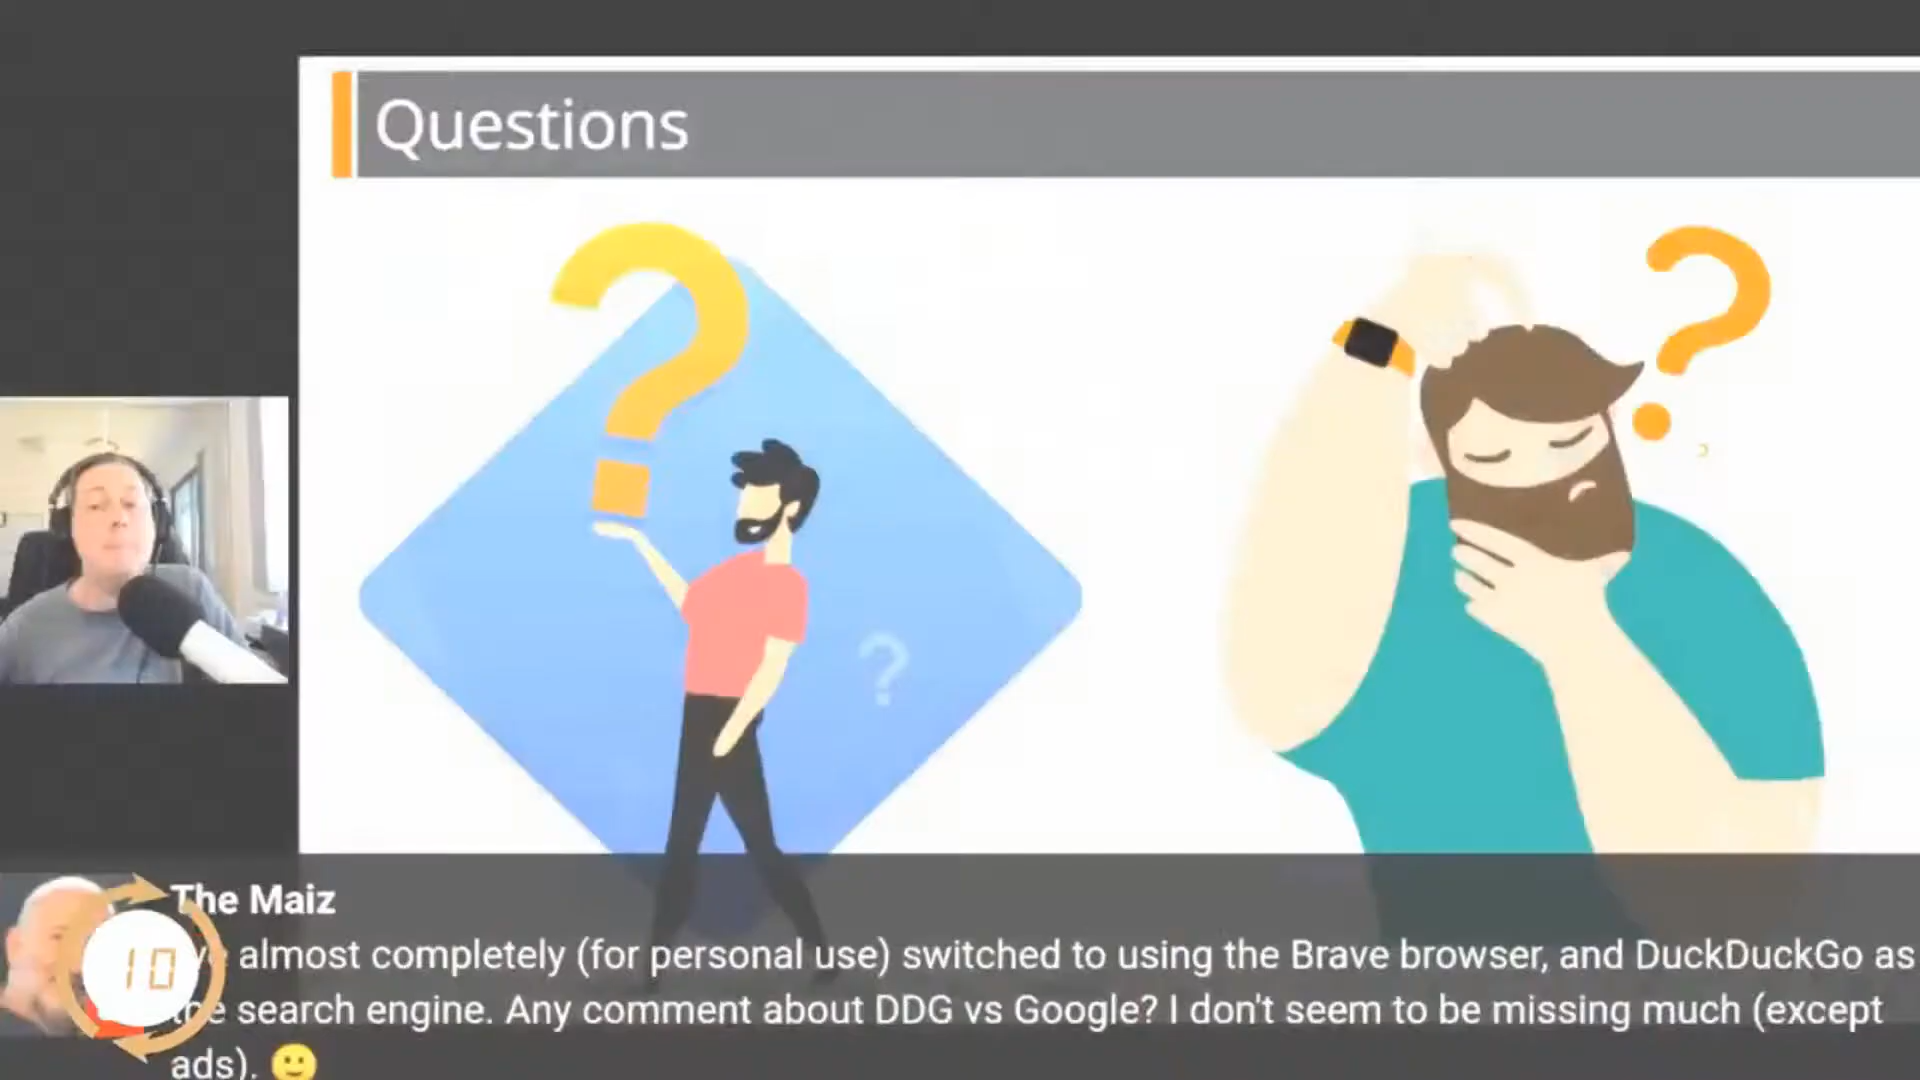 Questions
?
?
?
The Maiz
almost completely (for personal use) switched to using the Brave browser, and DuckDuckGo as
10
search engine. Any comment about DDG vs Google? I don't seem to be missing much (except
ads). 🙂